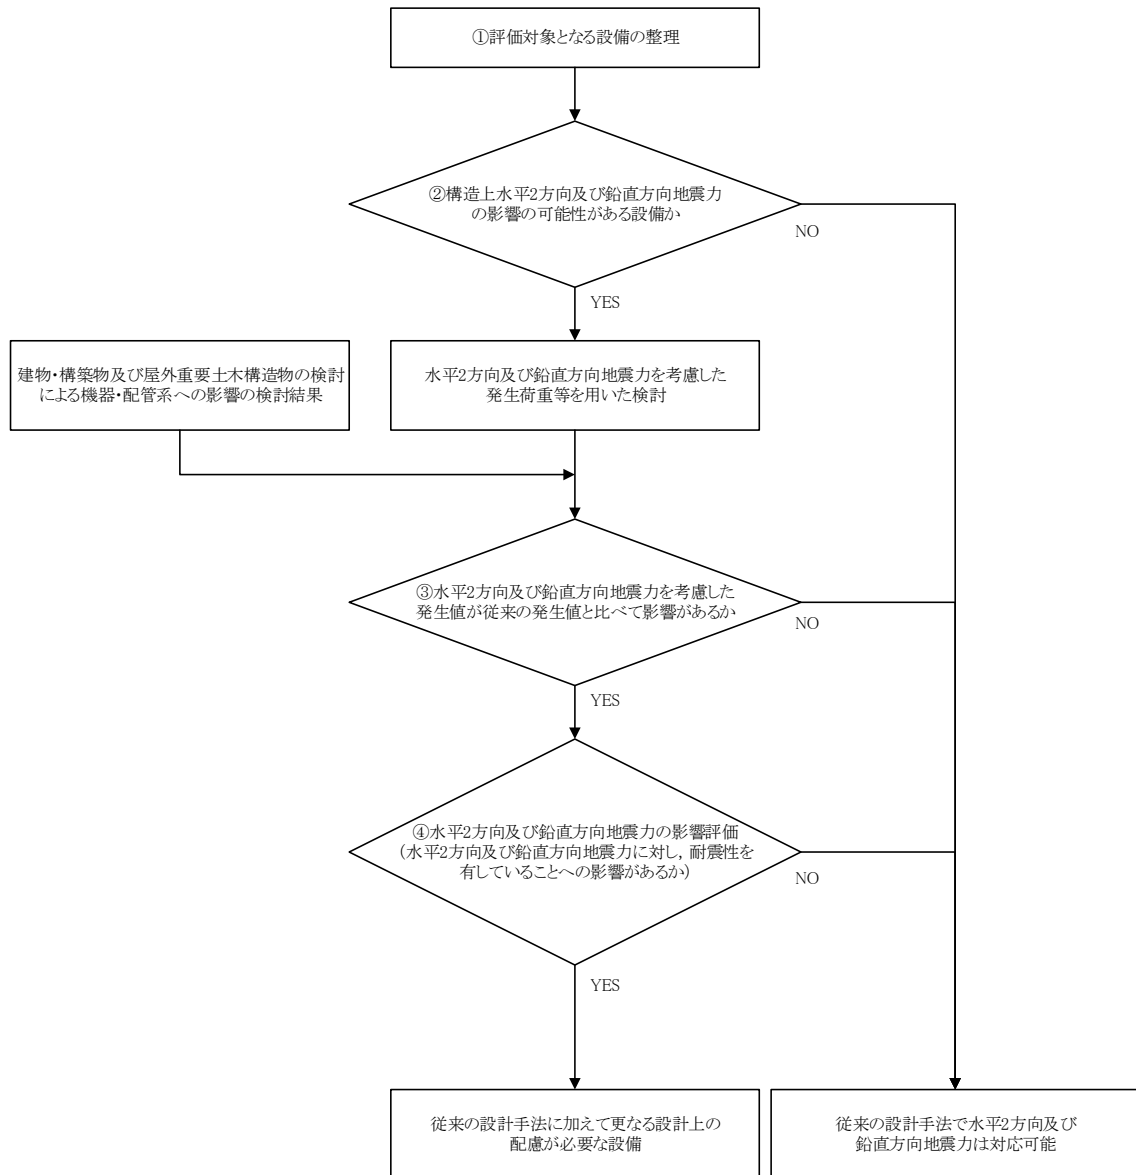 ①評価対象となる設備の整理
②構造上水平2方向及び鉛直方向地震力
の影響の可能性がある設備か
NO
YES
建物・構築物及び屋外重要土木構造物の検討
による機器・配管系への影響の検討結果
水平2方向及び鉛直方向地震力を考慮した
発生荷重等を用いた検討
③水平2方向及び鉛直方向地震力を考慮した
発生値が従来の発生値と比べて影響があるか
NO
YES
④水平2方向及び鉛直方向地震力の影響評価
(水平2方向及び鉛直方向地震力に対し,耐震性を
有していることへの影響があるか)
NO
YES
従来の設計手法に加えて更なる設計上の
配慮が必要な設備
従来の設計手法で水平2方向及び
鉛直方向地震力は対応可能